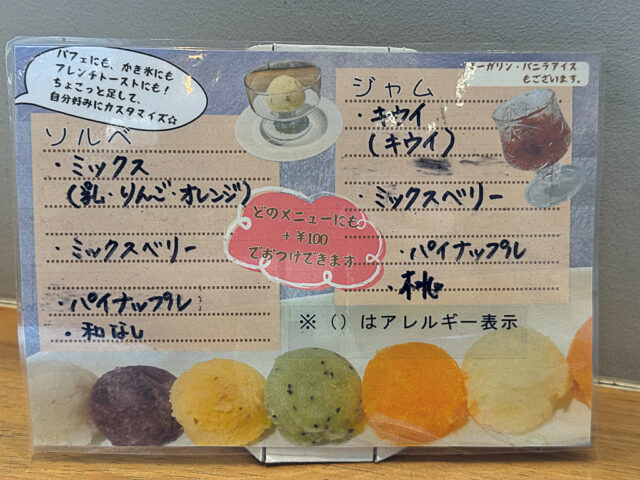 パフェにも、かき氷にも
フレンチトーストにも!
ちょこっと足して、
自分好みにカスタマイズ☆
ソルベ
・ミックス
(乳・りんご・オレンジ)
・ミックスベリー
・パイナップル
・和なし
どのメニューにも
+¥100
でおつけできます
ジャム
マーガリン・バニラアイス
もございます。
・キウイ
(キウイ)
・ミックスベリー
・パイナップル
・桃
※()はアレルギー表示